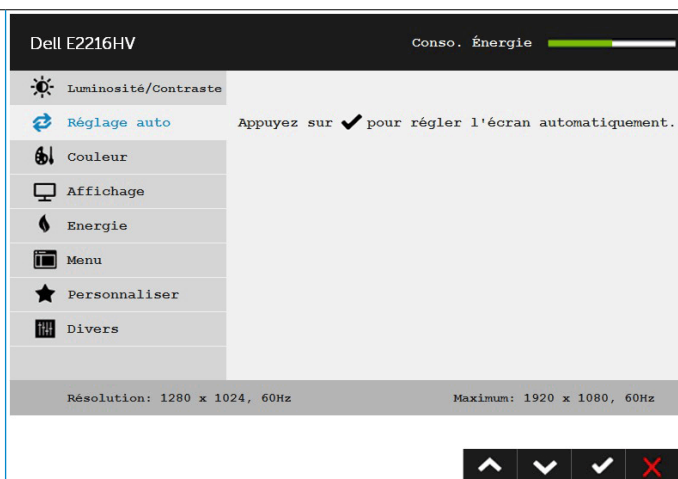 Dell E2216HV
Conso. Énergie
Luminosité/Contraste
Réglage auto
Appuyez sur ✔ pour régler l'écran automatiquement.
Couleur
Affichage
Energie
Menu
Personnaliser
Divers
Résolution: 1280 x 1024, 60Hz
Maximum: 1920 x 1080, 60Hz